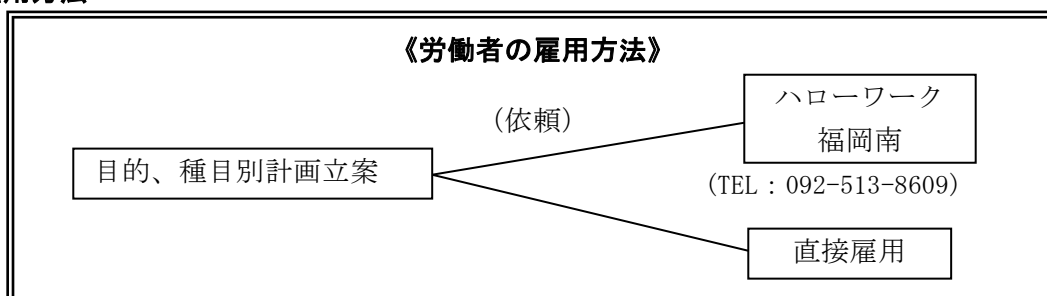 《労働者の雇用方法》
(依頼)
ハローワーク
福岡南
目的、種目別計画立案
(TEL:092-513-8609)
直接雇用